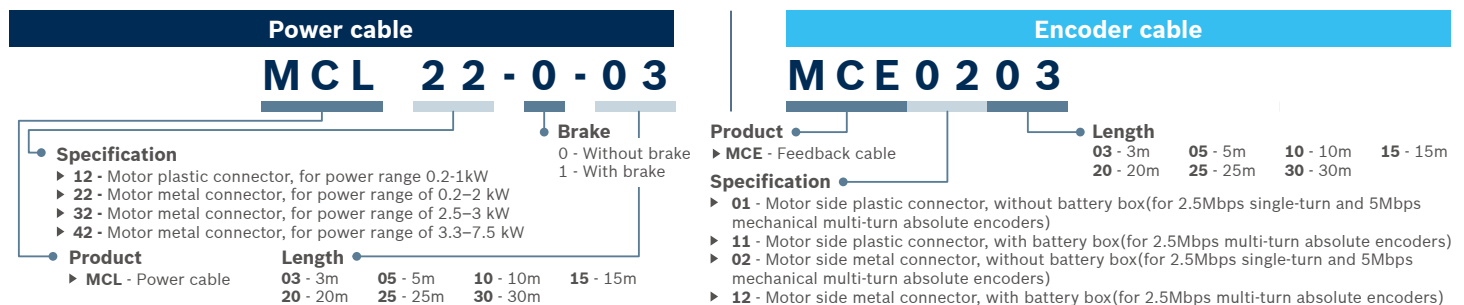 Power cable
MCL 22-0-03
Brake
0 - Without brake
1 - With brake
Specification
12 - Motor plastic connector, for power range 0.2-1kW
22 - Motor metal connector, for power range of 0.2–2 kW
32 - Motor metal connector, for power range of 2.5–3 kW
42 - Motor metal connector, for power range of 3.3–7.5 kW
Product
MCL - Power cable
Length
03 - 3m 05 - 5m 10 - 10m 15 - 15m
20 - 20m 25 - 25m 30 - 30m
Encoder cable
MCE0203
Product
MCE - Feedback cable
Length
03 - 3m 05 - 5m 10 - 10m 15 - 15m
20 - 20m 25 - 25m 30 - 30m
Specification
01 - Motor side plastic connector, without battery box(for 2.5Mbps single-turn and 5Mbps
mechanical multi-turn absolute encoders)
11 - Motor side plastic connector, with battery box(for 2.5Mbps multi-turn absolute encoders)
02 - Motor side metal connector, without battery box(for 2.5Mbps single-turn and 5Mbps
mechanical multi-turn absolute encoders)
12 - Motor side metal connector, with battery box(for 2.5Mbps multi-turn absolute encoders)